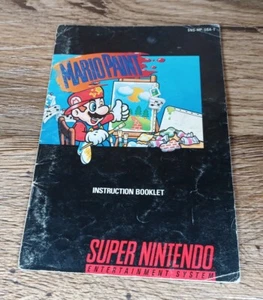 MARIO PAINT
INSTRUCTION BOOKLET
SUPER NINTENDO
ENTERTAINMENT SYSTEM